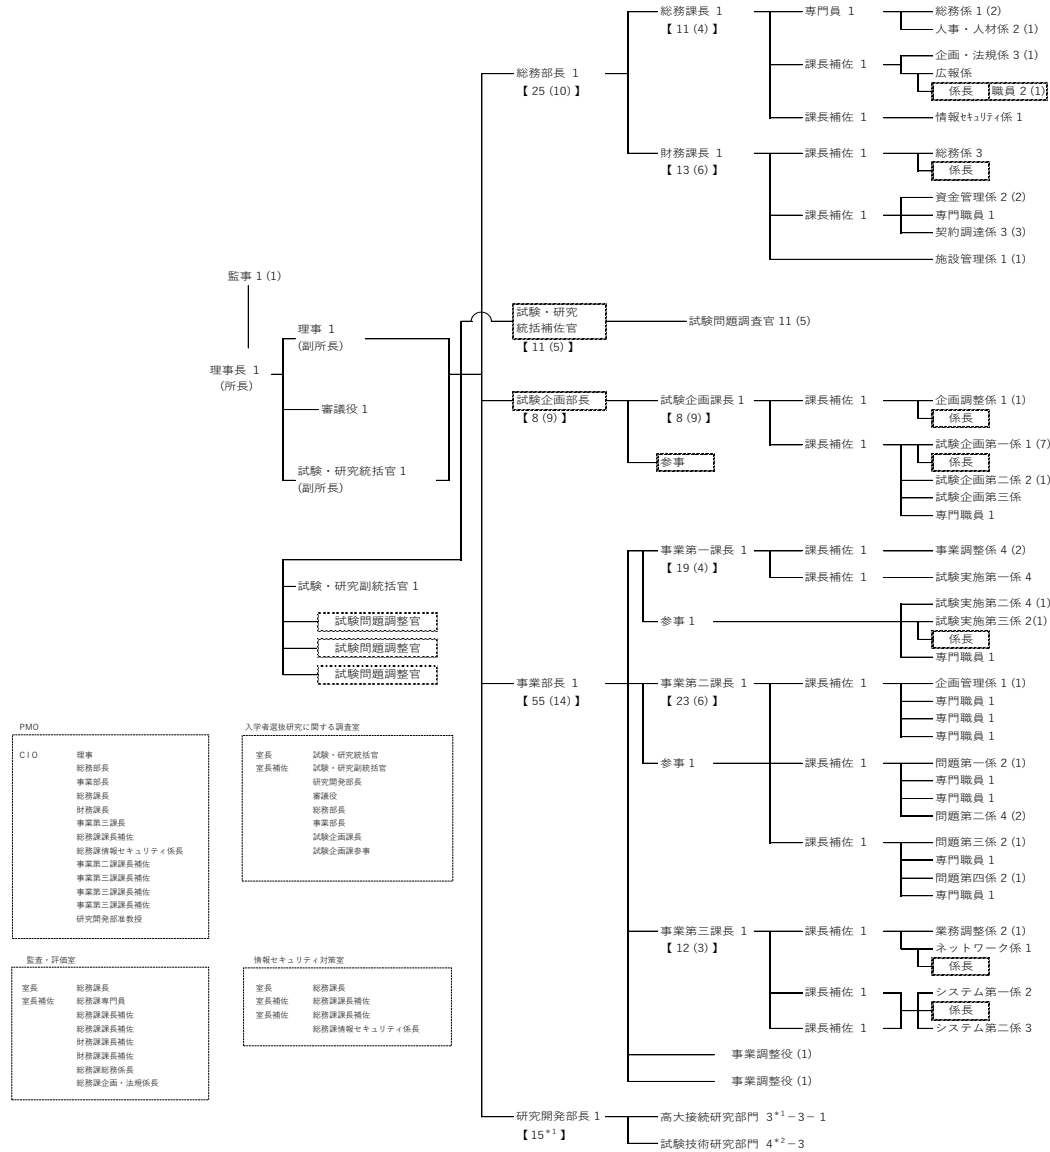 総務課長 1
【 11 (4) 】
専門員 1
総務係 1 (2)
人事・人材係 2 (1)
課長補佐 1
企画・法規係 3 (1)
広報係
係長 職員 2 (1)
課長補佐 1
情報セキュリティ係 1
総務部長 1
【 25 (10) 】
財務課長 1
【 13 (6) 】
課長補佐 1
総務係 3
係長
課長補佐 1
資金管理係 2 (2)
専門職員 1
契約調達係 3 (3)
施設管理係 1 (1)
監事 1 (1)
理事長 1
(所長)
理事 1
(副所長)
審議役 1
試験・研究統括官 1
(副所長)
試験・研究
統括補佐官
【 11 (5) 】
試験問題調査官 11 (5)
試験企画部長
【 8 (9) 】
試験企画課長 1
【 8 (9) 】
参事
課長補佐 1
企画調整係 1 (1)
係長
課長補佐 1
試験企画第一係 1 (7)
係長
試験企画第二係 2 (1)
試験企画第三係
専門職員 1
試験・研究副統括官 1
試験問題調整官
試験問題調整官
試験問題調整官
事業部長 1
【 55 (14) 】
事業第一課長 1
【 19 (4) 】
課長補佐 1
事業調整係 4 (2)
課長補佐 1
試験実施第一係 4
参事 1
試験実施第二係 4 (1)
試験実施第三係 2(1)
係長
専門職員 1
事業第二課長 1
【 23 (6) 】
課長補佐 1
企画管理係 1 (1)
専門職員 1
専門職員 1
専門職員 1
参事 1
課長補佐 1
問題第一係 2 (1)
専門職員 1
専門職員 1
問題第二係 4 (2)
課長補佐 1
問題第三係 2 (1)
専門職員 1
問題第四係 2 (1)
専門職員 1
事業第三課長 1
【 12 (3) 】
課長補佐 1
業務調整係 2 (1)
ネットワーク係 1
係長
課長補佐 1
課長補佐 1
システム第一係 2
係長
システム第二係 3
事業調整役 (1)
事業調整役 (1)
研究開発部長 1
【 15*1 】
高大接続研究部門 3*1－3－1
試験技術研究部門 4*2－3
PMO
CIO 理事
総務部長
事業部長
総務課長
財務課長
事業第三課長
総務課課長補佐
総務課情報セキュリティ係長
事業第二課課長補佐
事業第三課課長補佐
事業第三課課長補佐
事業第三課課長補佐
研究開発部准教授
入学者選抜研究に関する調査室
室長 試験・研究統括官
室長補佐 試験・研究副統括官
研究開発部長
審議役
総務部長
事業部長
試験企画課長
試験企画課参事
監査・評価室
室長 総務課長
室長補佐 総務課専門員
総務課課長補佐
総務課課長補佐
財務課課長補佐
財務課課長補佐
総務課総務係長
総務課企画・法規係長
情報セキュリティ対策室
室長 総務課長
室長補佐 総務課課長補佐
室長補佐 総務課課長補佐
総務課情報セキュリティ係長